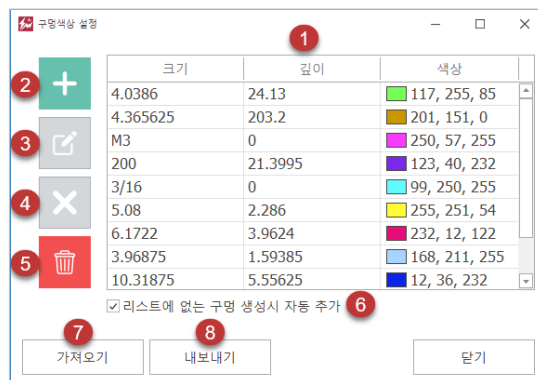 구멍색상 설정
1
크기 깊이 색상
2
4.0386 24.13 117, 255, 85
4.365625 203.2 201, 151, 0
3
M3 0 250, 57, 255
200 21.3995 123, 40, 232
3/16 0 99, 250, 255
4
5.08 2.286 255, 251, 54
6.1722 3.9624 232, 12, 122
5
3.96875 1.59385 168, 211, 255
10.31875 5.55625 12, 36, 232
리스트에 없는 구멍 생성시 자동 추가 6
7 8
가져오기 내보내기 닫기